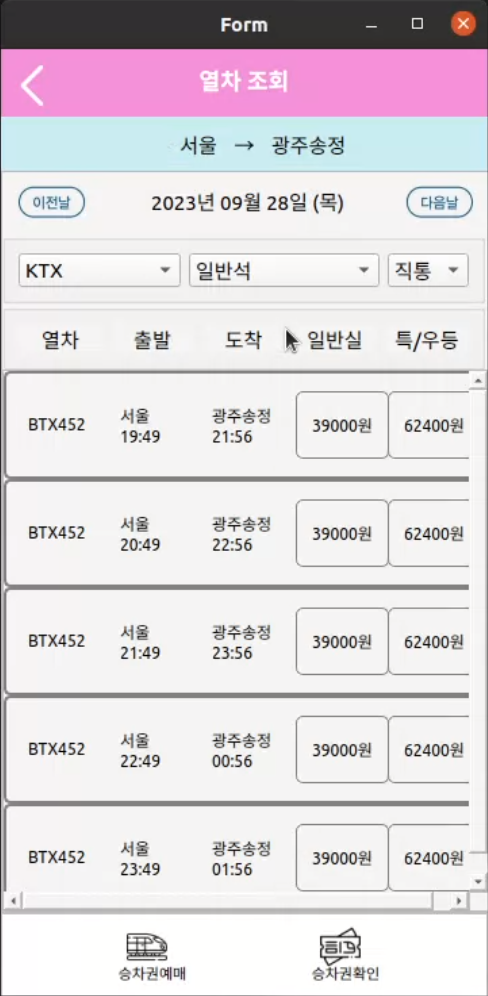 Form
열차 조회
서울 → 광주송정
이전날 2023년 09월 28일 (목) 다음날
KTX 일반석 직통
열차 출발 도착 일반실 특/우등
BTX452 서울 19:49 광주송정 21:56 39000원 62400원
BTX452 서울 20:49 광주송정 22:56 39000원 62400원
BTX452 서울 21:49 광주송정 23:56 39000원 62400원
BTX452 서울 22:49 광주송정 00:56 39000원 62400원
BTX452 서울 23:49 광주송정 01:56 39000원 62400원
승차권예매 승차권확인